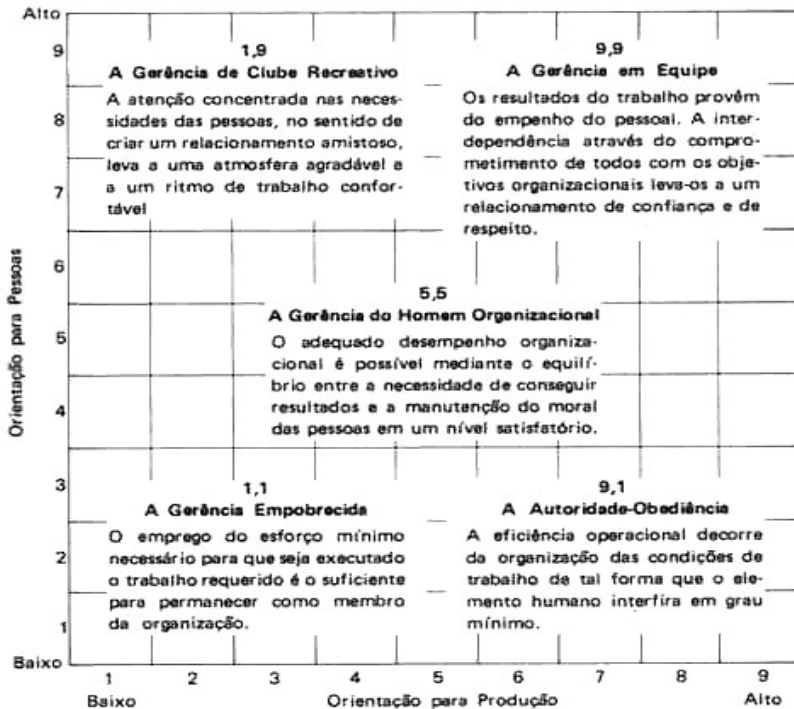 Alto
9
8
7
6
5
4
3
2
1
Baixo
Orientação para Pessoas
1,9
A Gerência de Clube Recreativo
A atenção concentrada nas neces-
sidades das pessoas, no sentido de
criar um relacionamento amistoso,
leva a uma atmosfera agradável e
a um ritmo de trabalho confor-
tável
9,9
A Gerência em Equipe
Os resultados do trabalho provêm
do empenho do pessoal. A inter-
dependência através do compro-
metimento de todos com os obje-
tivos organizacionais leva-os a um
relacionamento de confiança e de
respeito.
5,5
A Gerência do Homem Organizacional
O adequado desempenho organiza-
cional é possível mediante o equilí-
brio entre a necessidade de conseguir
resultados e a manutenção do moral
das pessoas em um nível satisfatório.
1,1
A Gerência Empobrecida
O emprego do esforço mínimo
necessário para que seja executado
o trabalho requerido é o suficiente
para permanecer como membro
da organização.
9,1
A Autoridade-Obediência
A eficiência operacional decorre
da organização das condições de
trabalho de tal forma que o ele-
mento humano interfira em grau
mínimo.
1 2 3 4 5 6 7 8 9
Baixo Orientação para Produção Alto